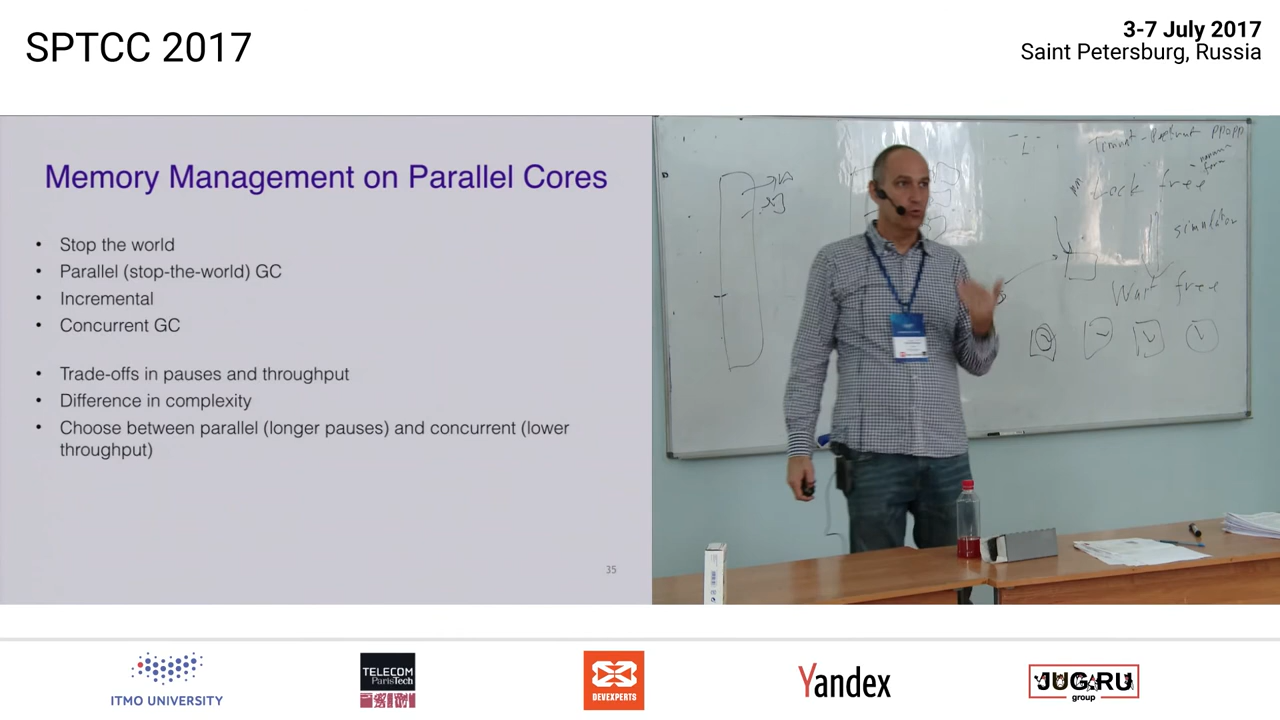 SPTCC 2017
3-7 July 2017
Saint Petersburg, Russia
Memory Management on Parallel Cores
• Stop the world
• Parallel (stop-the-world) GC
• Incremental
• Concurrent GC
• Trade-offs in pauses and throughput
• Difference in complexity
• Choose between parallel (longer pauses) and concurrent (lower
throughput)
35
Lock free
simulator
Wait free
ITMO UNIVERSITY
TELECOM
ParisTech
DEVEXPERTS
Yandex
JUG.RU
group